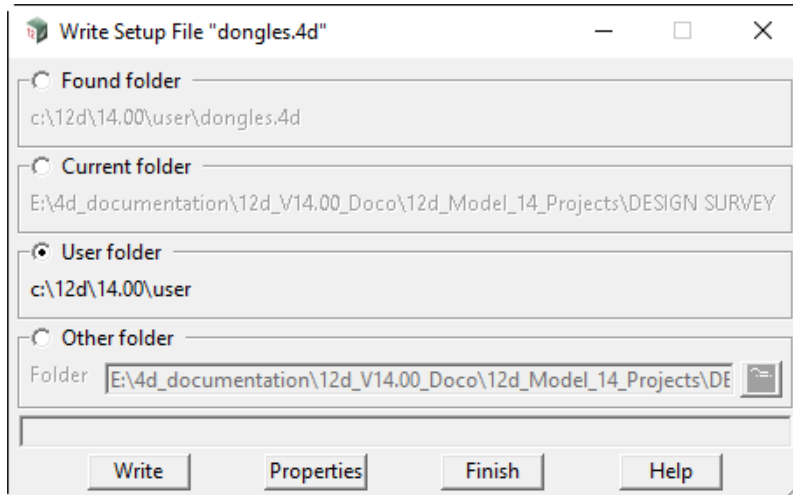 Write Setup File "dongles.4d"
Found folder
c:\12d\14.00\user\dongles.4d
Current folder
E:\4d_documentation\12d_V14.00_Doco\12d_Model_14_Projects\DESIGN SURVEY
User folder
c:\12d\14.00\user
Other folder
Folder E:\4d_documentation\12d_V14.00_Doco\12d_Model_14_Projects\DE
Write Properties Finish Help